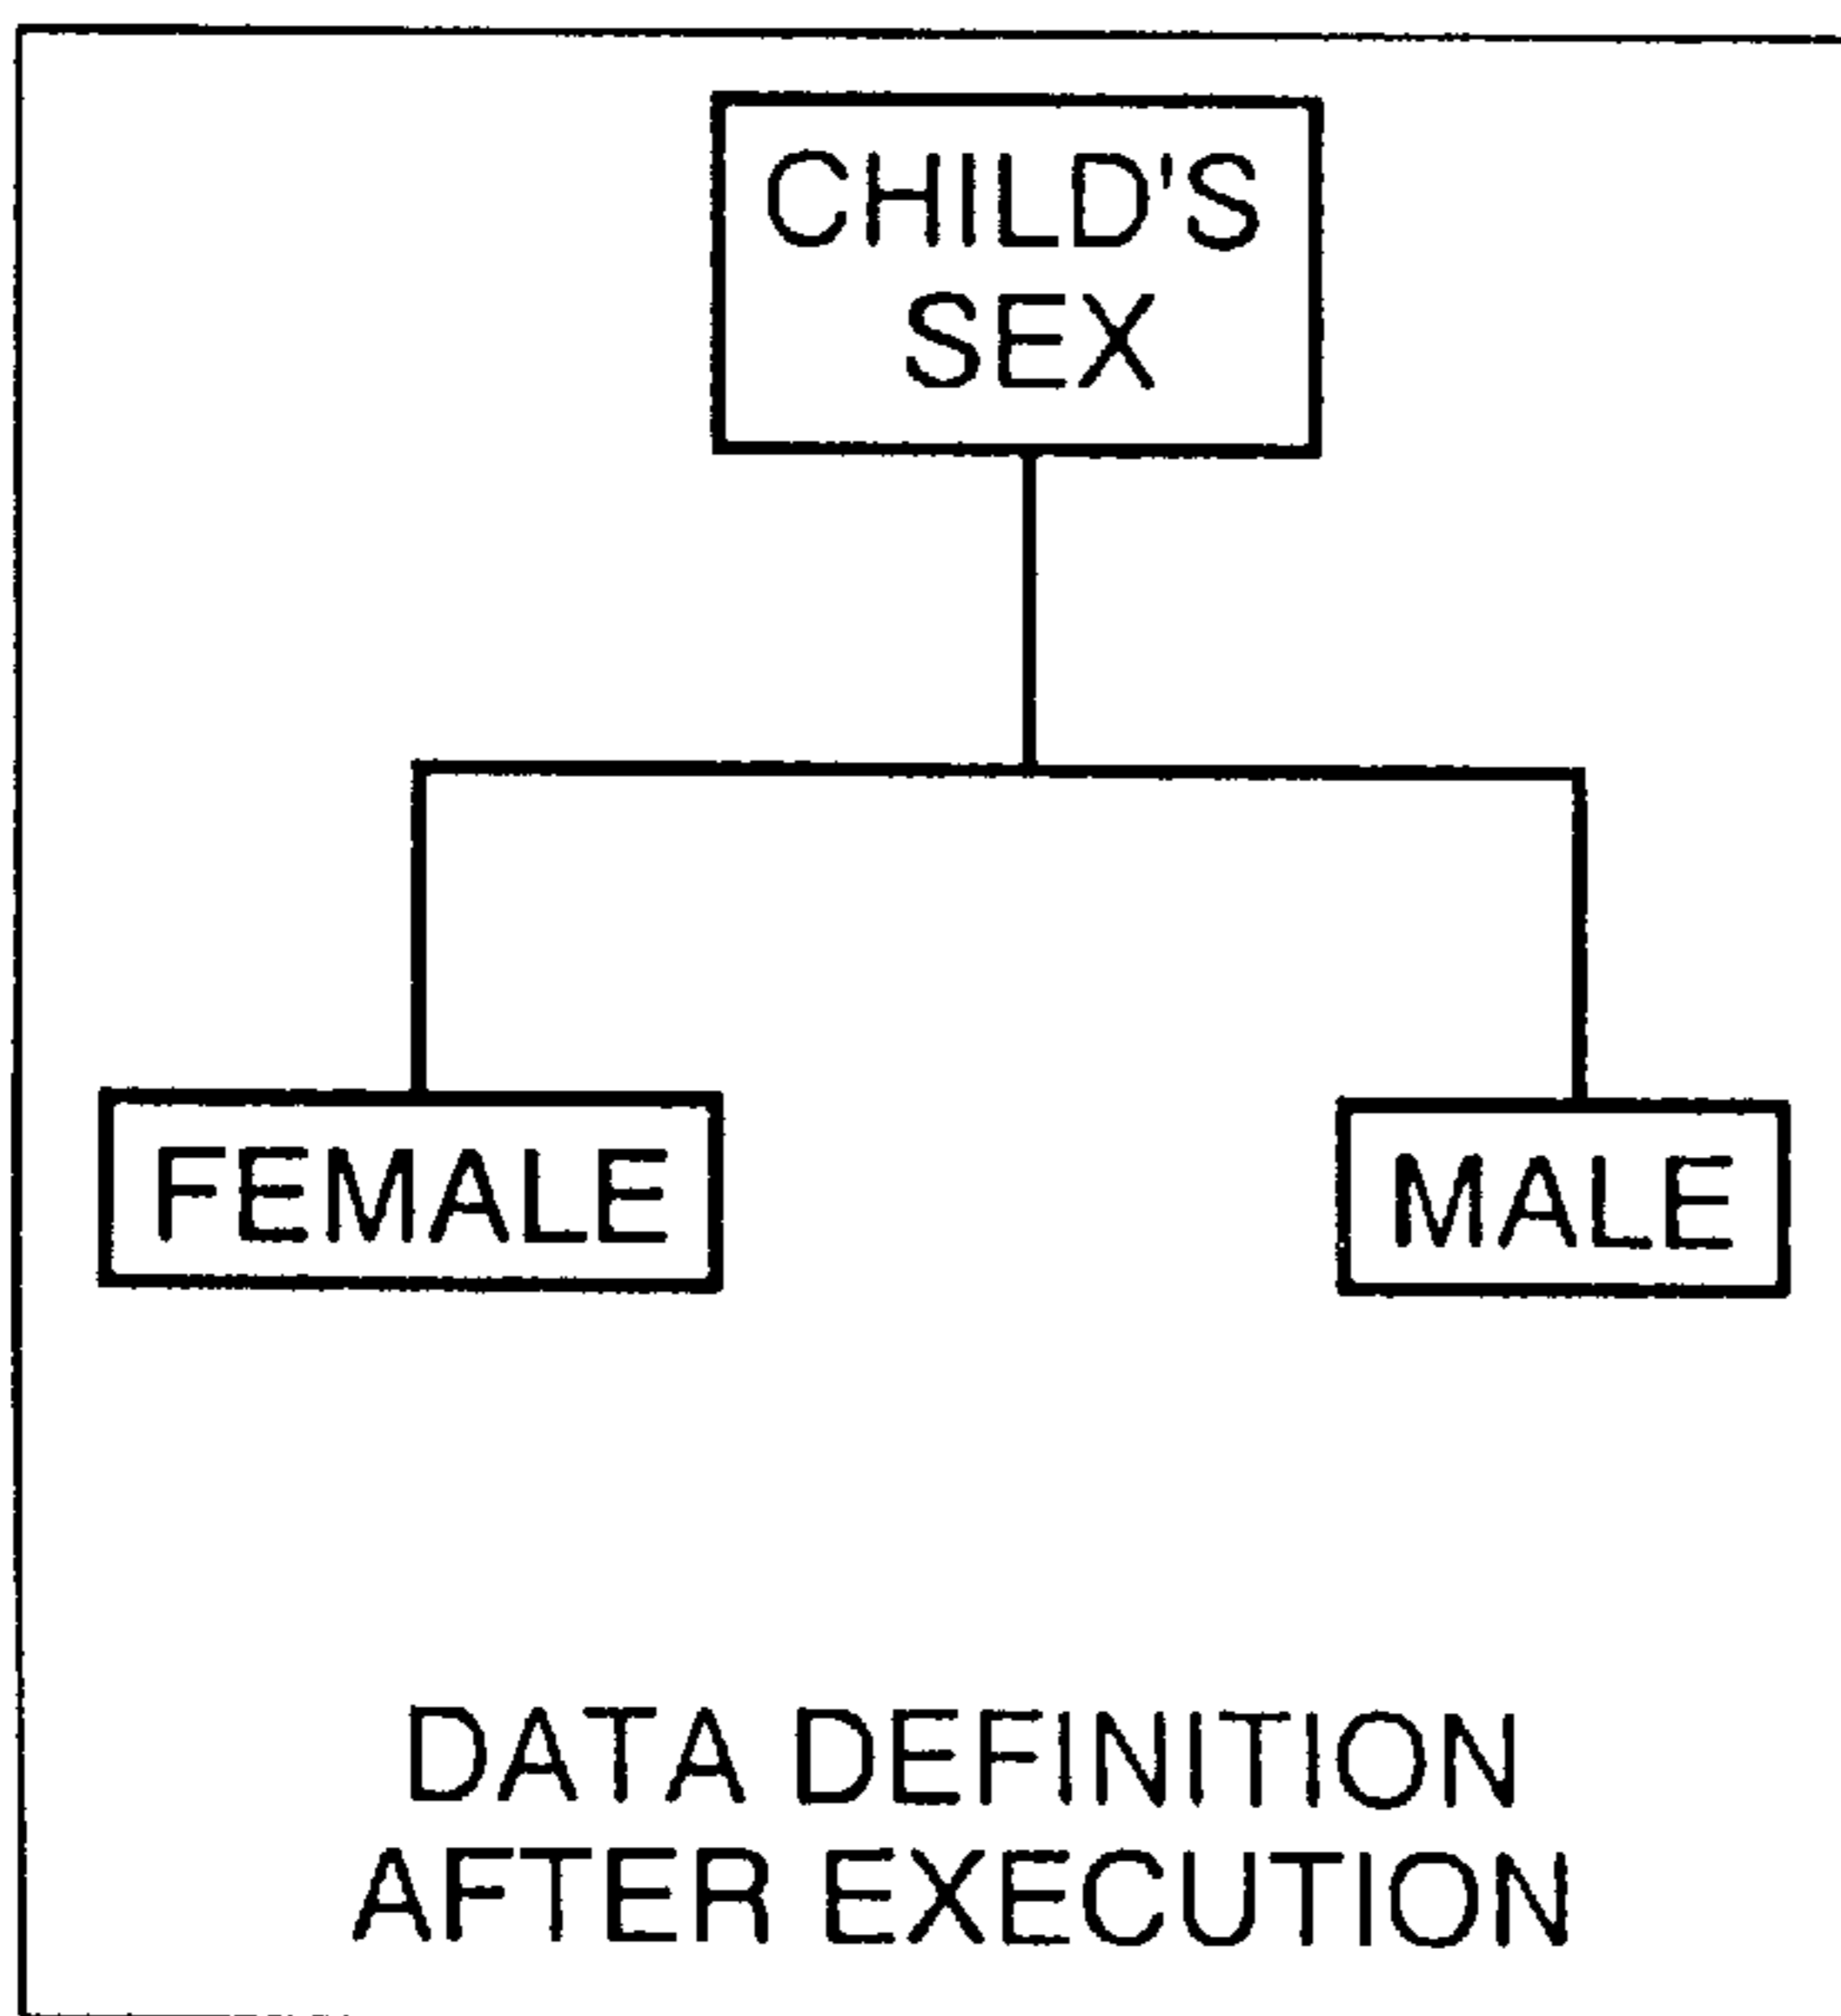 CHILD'S
SEX
FEMALE
MALE
DATA DEFINITION
AFTER EXECUTION